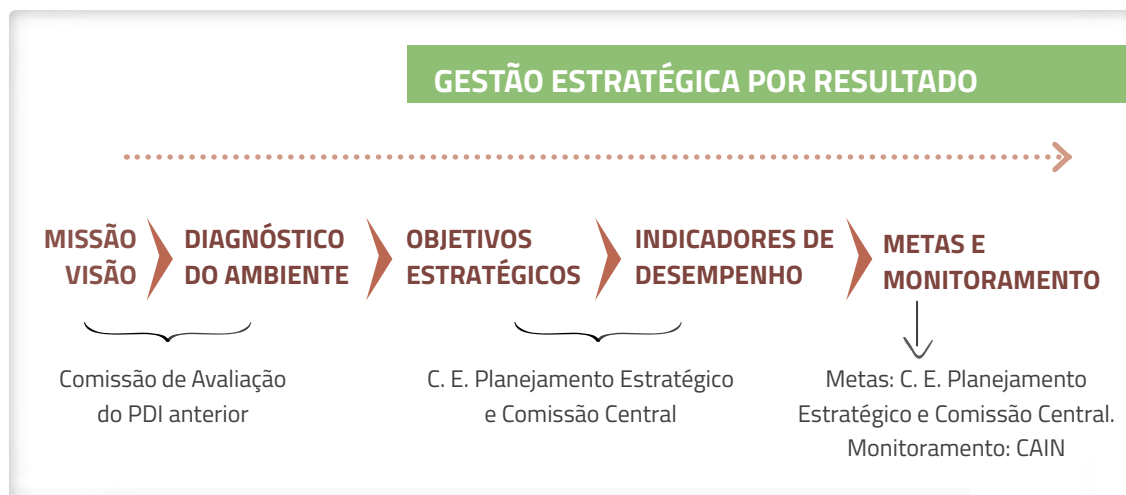 GESTÃO ESTRATÉGICA POR RESULTADO
MISSÃO
VISÃO
DIAGNÓSTICO
DO AMBIENTE
OBJETIVOS
ESTRATÉGICOS
INDICADORES DE
DESEMPENHO
METAS E
MONITORAMENTO
Comissão de Avaliação
do PDI anterior
C. E. Planejamento Estratégico
e Comissão Central
Metas: C. E. Planejamento
Estratégico e Comissão Central.
Monitoramento: CAIN